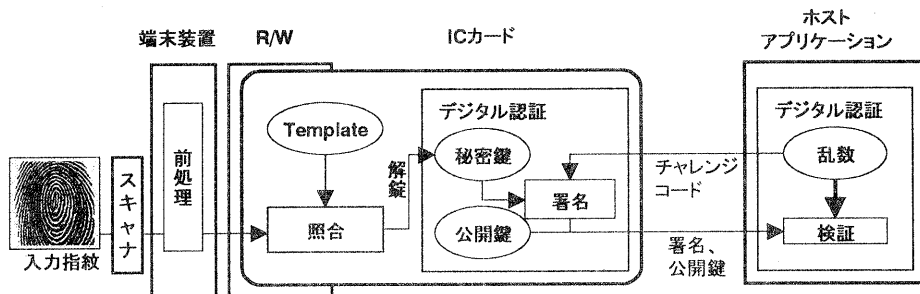 端末装置
R/W
ICカード
ホスト
アプリケーション
前処理
スキャナ
入力指紋
Template
照合
解錠
デジタル認証
秘密鍵
署名
公開鍵
チャレンジ
コード
署名、
公開鍵
デジタル認証
乱数
検証